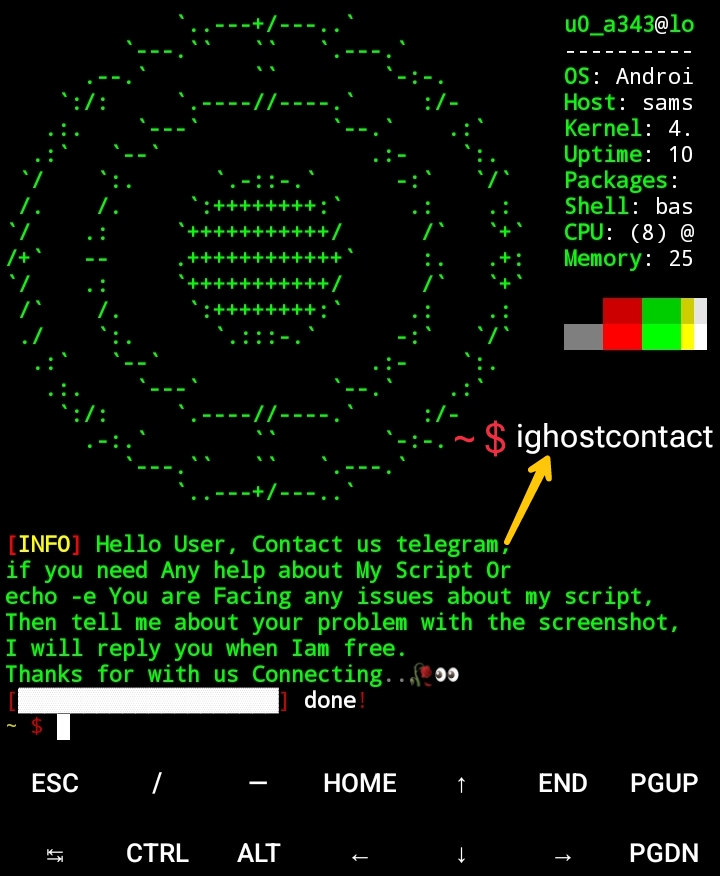 u0_a343@lo
----------
OS: Androi
Host: sams
Kernel: 4.
Uptime: 10
Packages:
Shell: bas
CPU: (8) @
Memory: 25
~ $ ighostcontact
[INFO] Hello User, Contact us telegram,
if you need Any help about My Script Or
echo -e You are Facing any issues about my script,
Then tell me about your problem with the screenshot,
I will reply you when Iam free.
Thanks for with us Connecting..🥀👀
[▒▒▒▒▒▒▒▒▒▒▒▒▒▒▒▒▒▒▒▒] done!
~ $
ESC / — HOME ↑ END PGUP
↹ CTRL ALT ← ↓ → PGDN